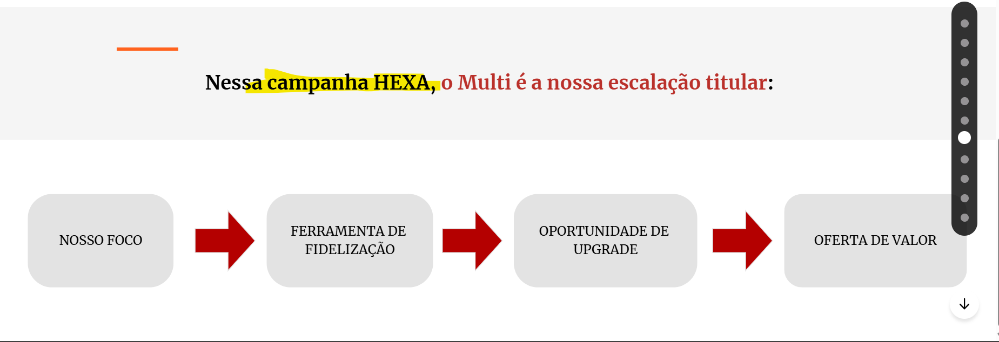 Nessa campanha HEXA, o Multi é a nossa escalação titular:
NOSSO FOCO
FERRAMENTA DE
FIDELIZAÇÃO
OPORTUNIDADE DE
UPGRADE
OFERTA DE VALOR